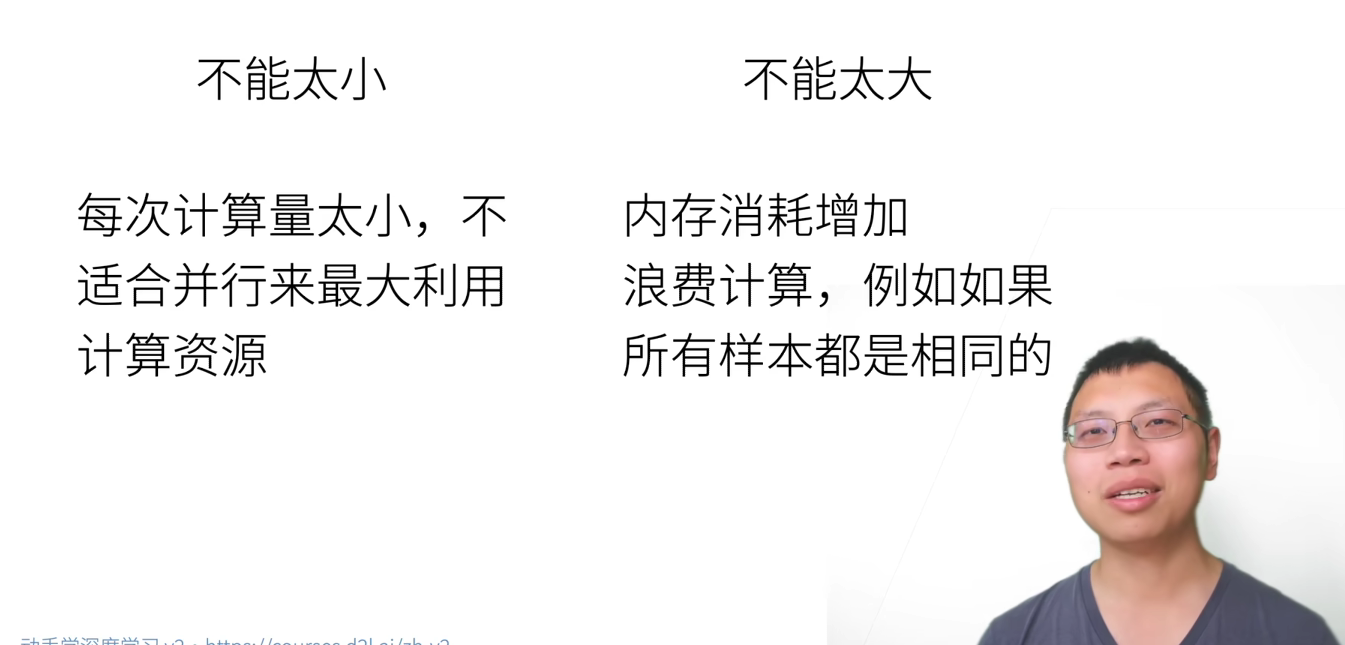 不能太小
每次计算量太小，不
适合并行来最大利用
计算资源
不能太大
内存消耗增加
浪费计算，例如如果
所有样本都是相同的
动手学深度学习 v2 · https://courses.d2l.ai/zh-v2